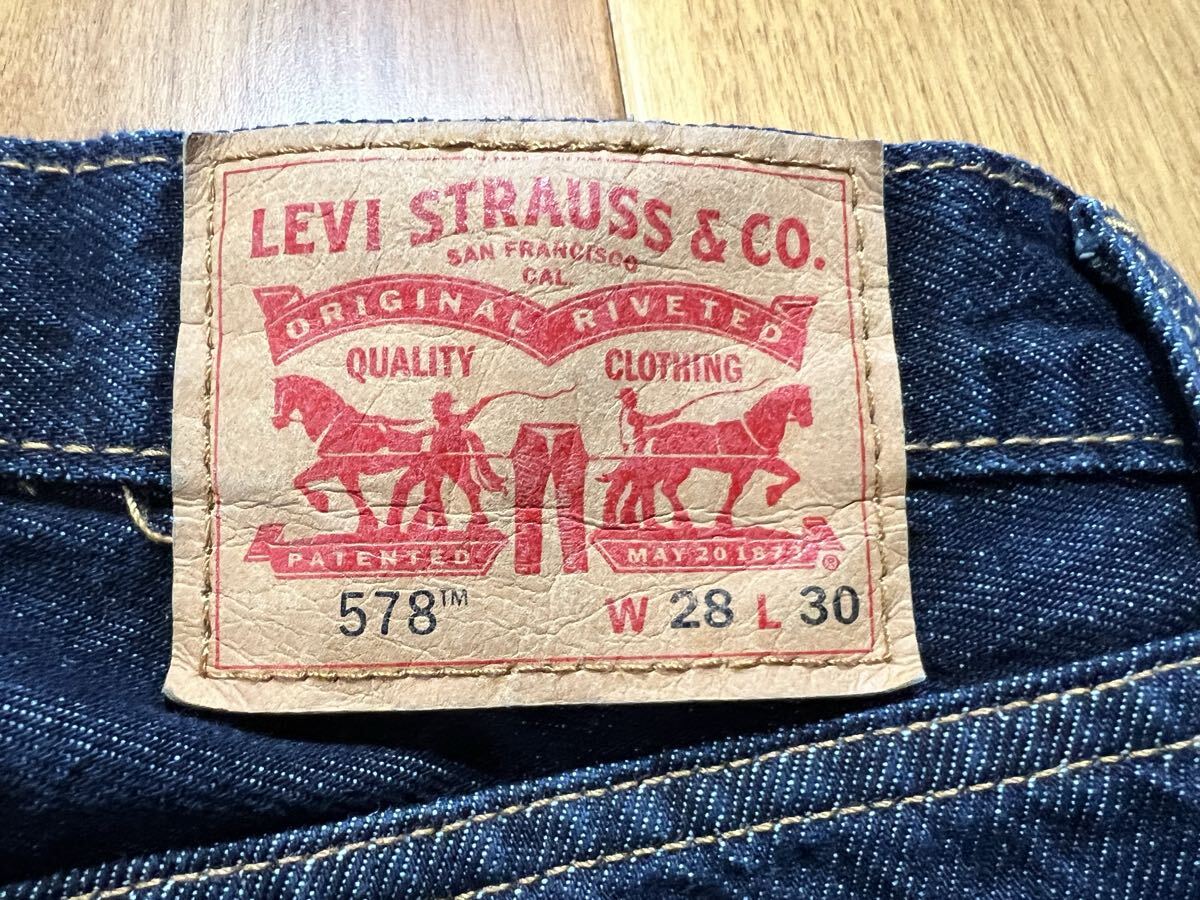 LEVI STRAUSS & CO.
SAN FRANCISCO
CAL.
ORIGINAL RIVETED
QUALITY CLOTHING
PATENTED MAY 20 1873 ®
578™ W 28 L 30